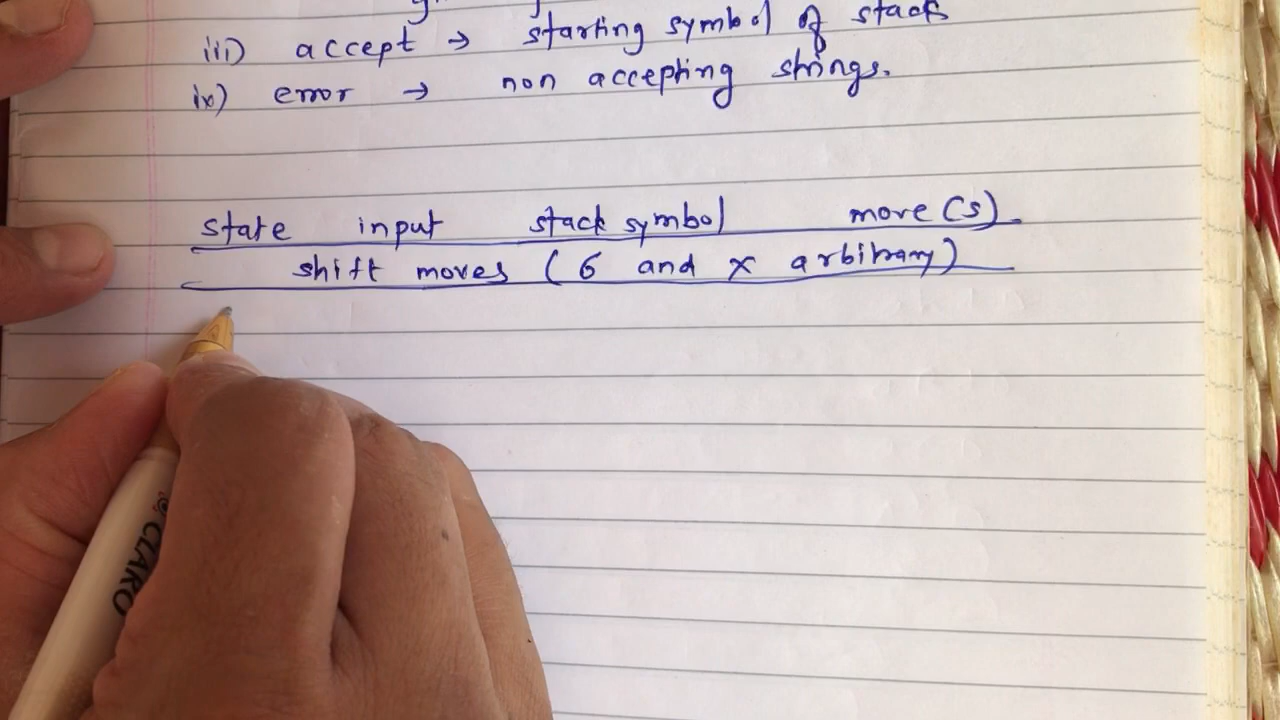 iii) accept → starting symbol of stack
iv) error → non accepting strings.
State input stack symbol move(s).
shift moves ( 6 and x arbitrary)
CIARO